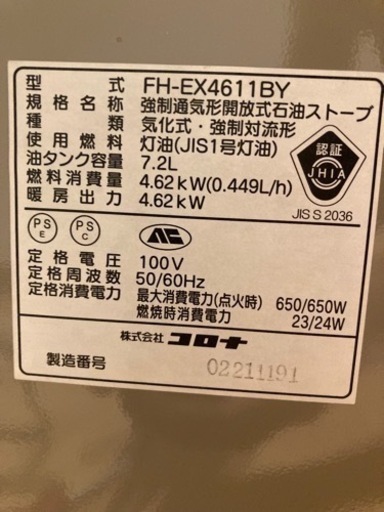 型式 FH-EX4611BY
規格名称 強制通気形開放式石油ストーブ
種類 気化式・強制対流形
使用燃料 灯油(JIS1号灯油)
油タンク容量 7.2L
燃料消費量 4.62kW(0.449L/h)
暖房出力 4.62kW
認証
JHIA
JIS S 2036
PS E
PS C
定格電圧 100V
定格周波数 50/60Hz
定格消費電力 最大消費電力(点火時) 650/650W
燃焼時消費電力 23/24W
株式会社 コロナ
製造番号 02211191